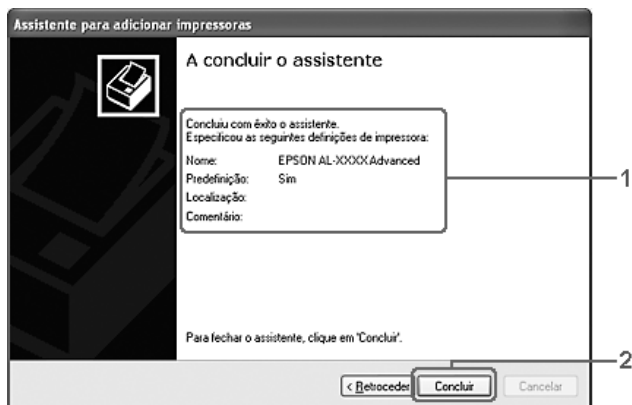 Assistente para adicionar impressoras
A concluir o assistente
Concluiu com êxito o assistente.
Especificou as seguintes definições de impressora:
Nome: EPSON AL-XXXX Advanced
Predefinição: Sim
Localização:
Comentário:
1
Para fechar o assistente, clique em 'Concluir'.
2
< Retroceder Concluir Cancelar